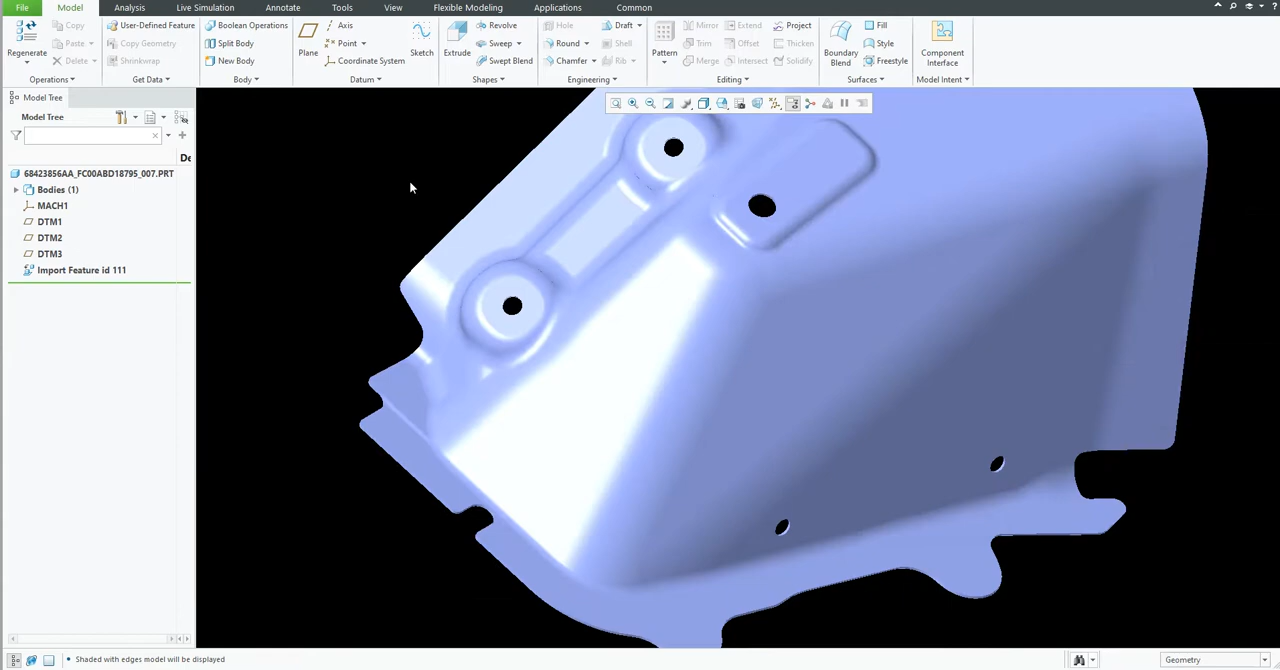 File Model Analysis Live Simulation Annotate Tools View Flexible Modeling Applications Common
Regenerate
Operations
Copy
Paste
Delete
User-Defined Feature
Copy Geometry
Shrinkwrap
Get Data
Boolean Operations
Split Body
New Body
Body
Plane
Axis
Point
Coordinate System
Sketch
Datum
Extrude
Revolve
Sweep
Swept Blend
Shapes
Hole
Round
Chamfer
Draft
Shell
Rib
Engineering
Pattern
Mirror
Trim
Merge
Extend
Offset
Intersect
Project
Thicken
Solidify
Editing
Boundary
Blend
Fill
Style
Freestyle
Surfaces
Component
Interface
Model Intent
Model Tree
Model Tree
De
68423856AA_FC00ABD18795_007.PRT
Bodies (1)
MACH1
DTM1
DTM2
DTM3
Import Feature id 111
Shaded with edges model will be displayed
Geometry